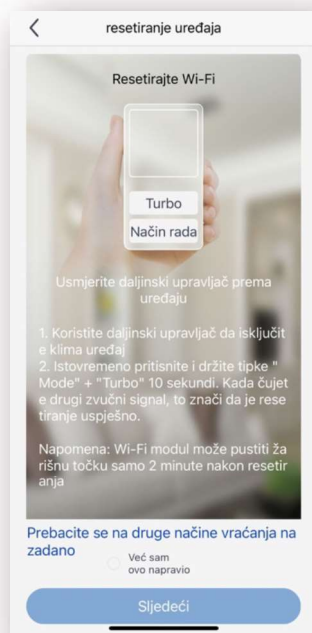 resetiranje uređaja
Resetirajte Wi-Fi
Turbo
Način rada
Usmjerite daljinski upravljač prema
uređaju
1. Koristite daljinski upravljač da isključit
e klima uređaj
2. Istovremeno pritisnite i držite tipke "
Mode" + "Turbo" 10 sekundi. Kada čujet
e drugi zvučni signal, to znači da je rese
tiranje uspješno.
Napomena: Wi-Fi modul može pustiti ža
rišnu točku samo 2 minute nakon resetir
anja
Prebacite se na druge načine vraćanja na
zadano
Već sam
ovo napravio
Sljedeći